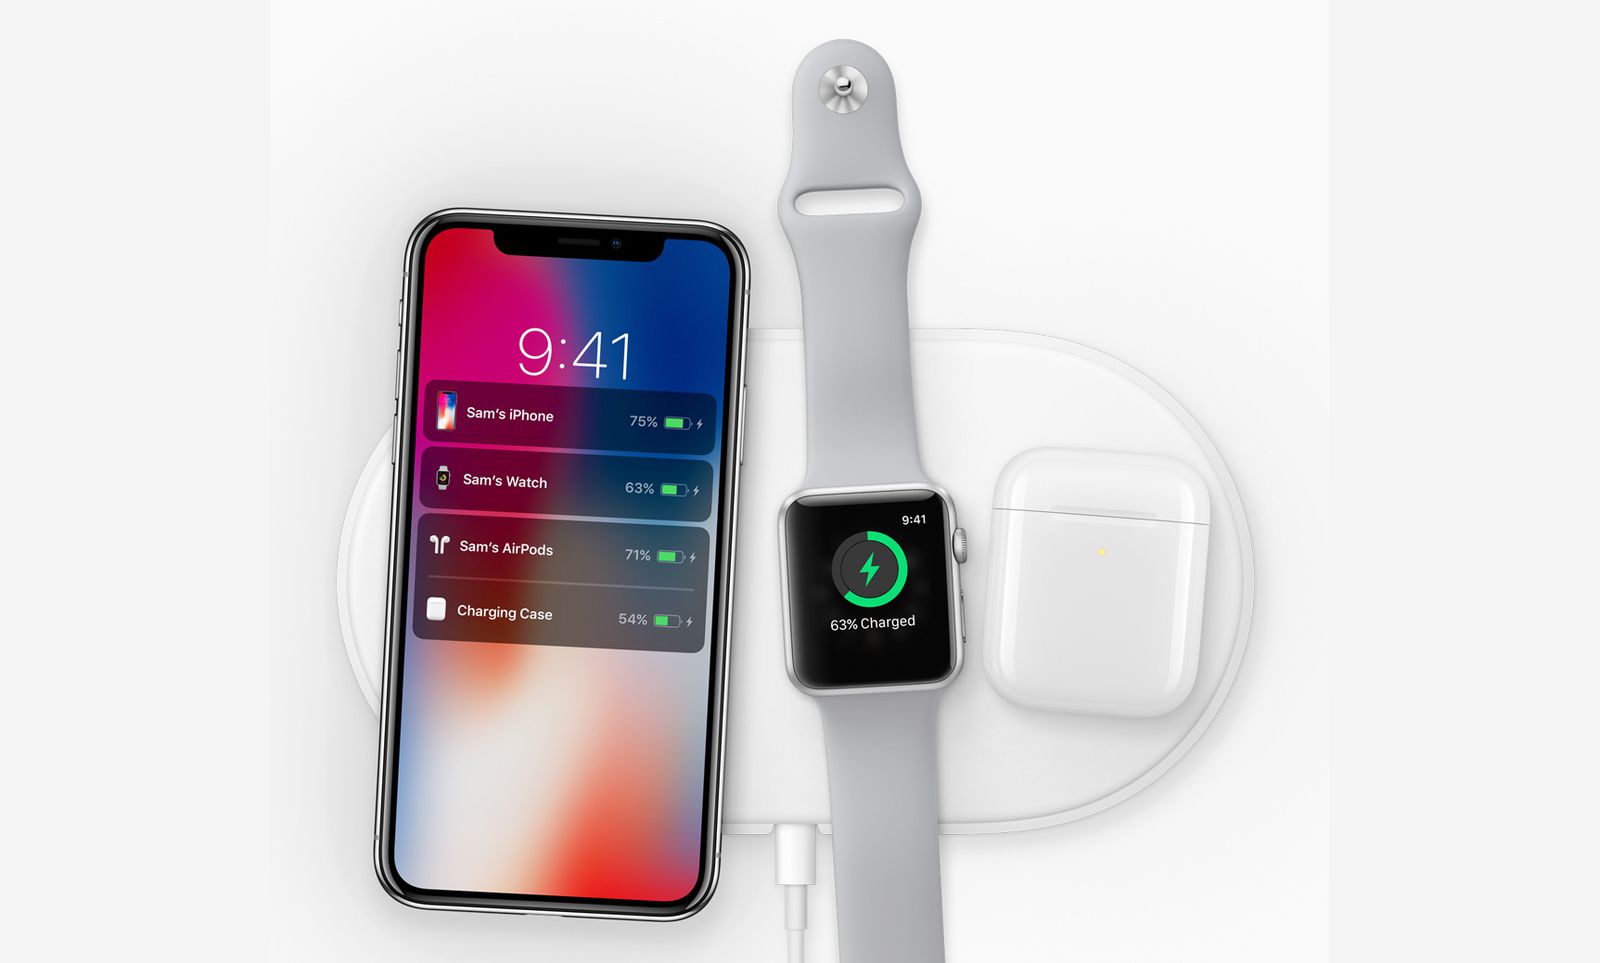 9:41
Sam's iPhone 75%
Sam's Watch 63%
Sam's AirPods 71%
Charging Case 54%
9:41
63% Charged